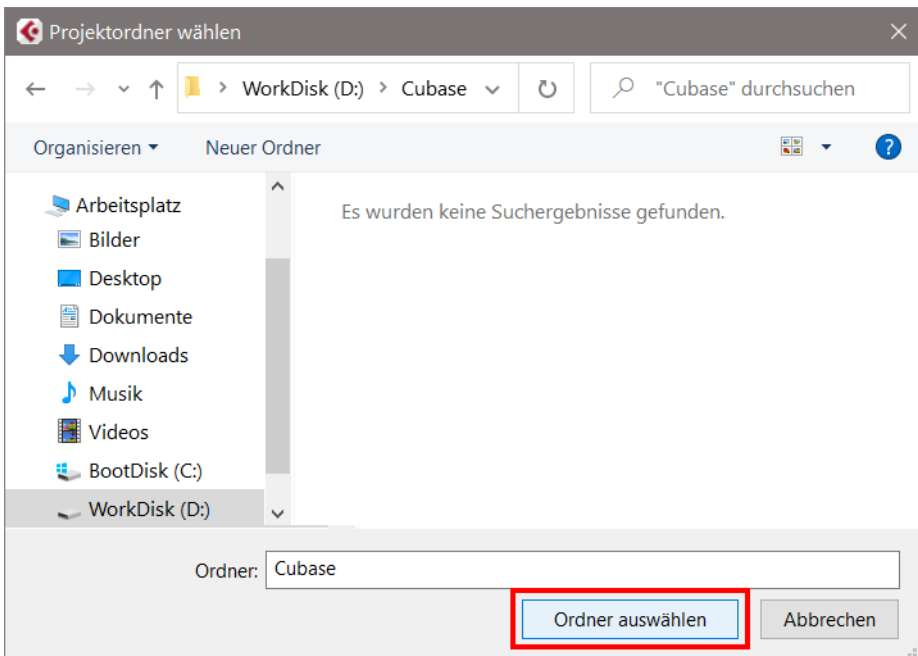 Projektordner wählen
WorkDisk (D:) > Cubase
"Cubase" durchsuchen
Organisieren
Neuer Ordner
?
Arbeitsplatz
Bilder
Desktop
Dokumente
Downloads
Musik
Videos
BootDisk (C:)
WorkDisk (D:)
Es wurden keine Suchergebnisse gefunden.
Ordner: Cubase
Ordner auswählen
Abbrechen